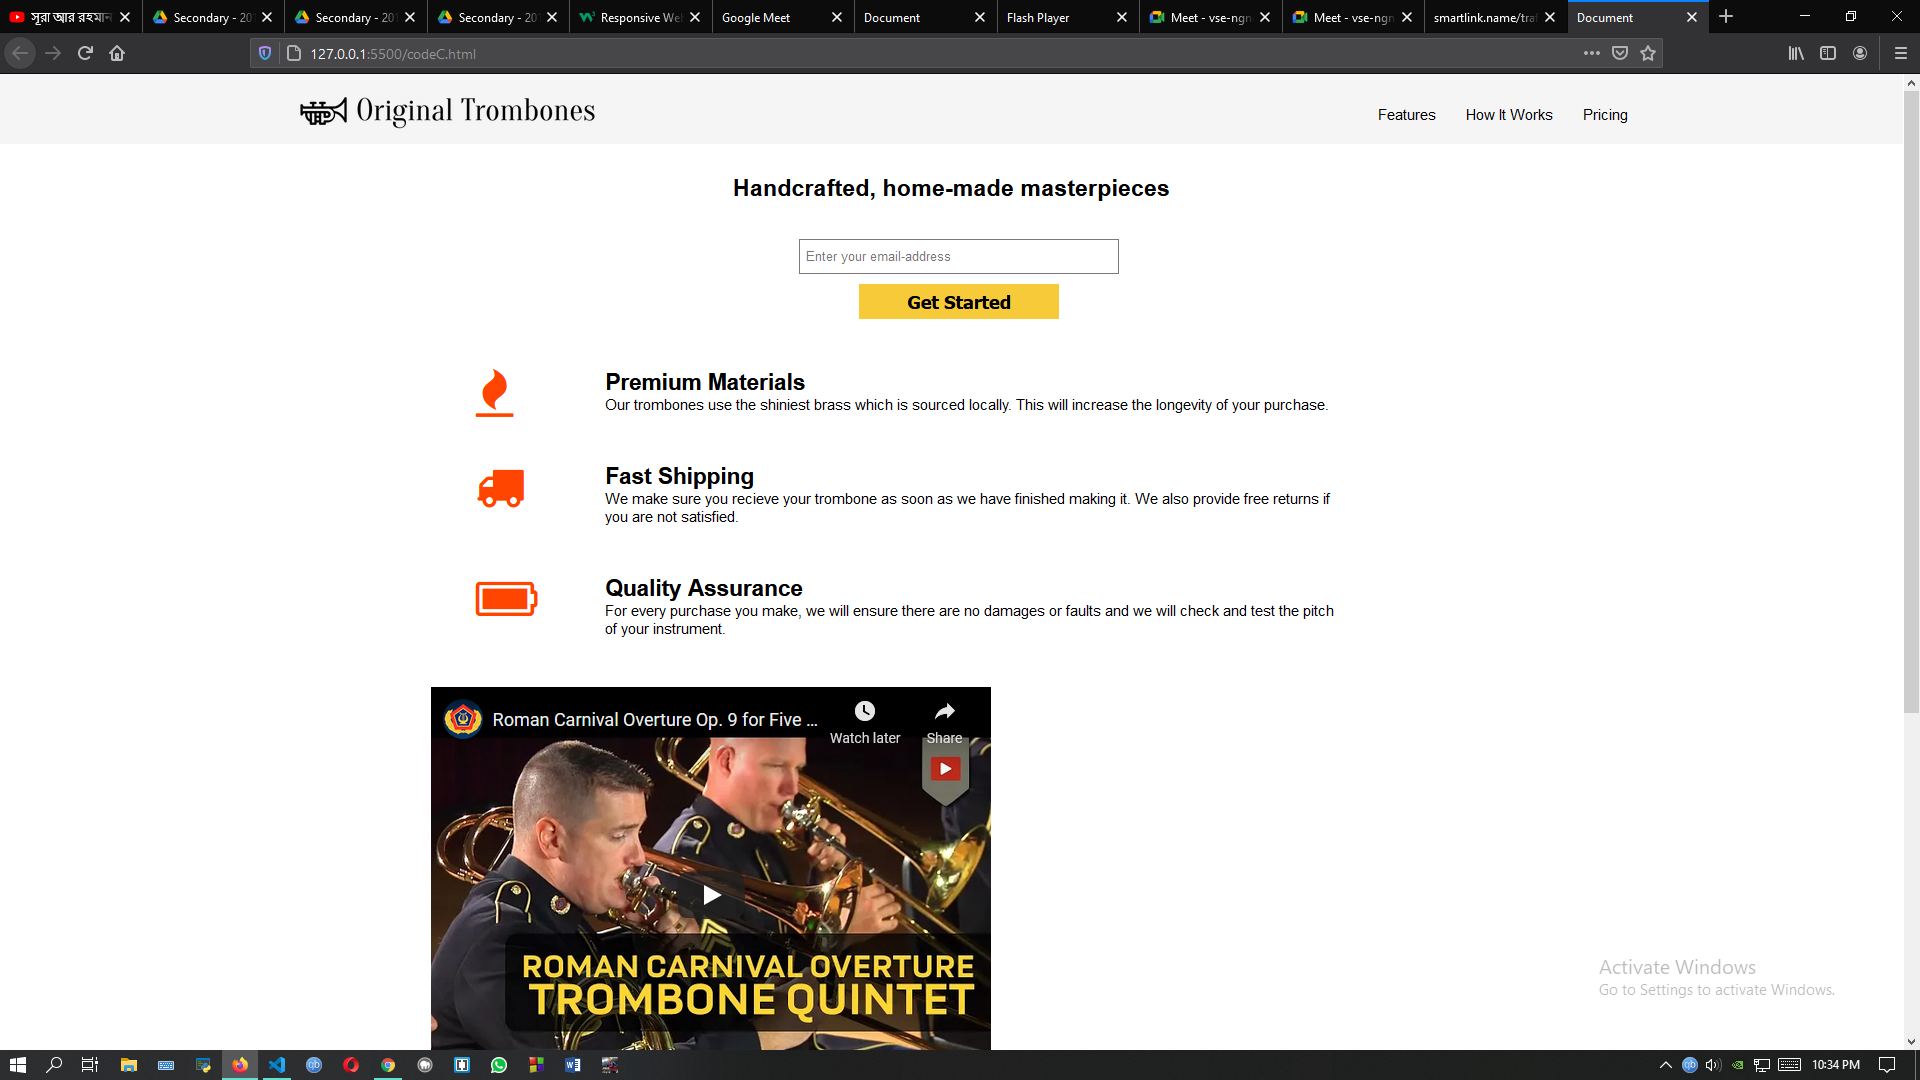 সূরা আর রহমান
Secondary - 20
Secondary - 20
Secondary - 20
Responsive We
Google Meet
Document
Flash Player
Meet - vse-ngn
Meet - vse-ngn
smartlink.name/tra
Document
127.0.0.1:5500/codeC.html
Original Trombones
Features
How It Works
Pricing
Handcrafted, home-made masterpieces
Enter your email-address
Get Started
Premium Materials
Our trombones use the shiniest brass which is sourced locally. This will increase the longevity of your purchase.
Fast Shipping
We make sure you recieve your trombone as soon as we have finished making it. We also provide free returns if
you are not satisfied.
Quality Assurance
For every purchase you make, we will ensure there are no damages or faults and we will check and test the pitch
of your instrument.
Roman Carnival Overture Op. 9 for Five ...
Watch later
Share
ROMAN CARNIVAL OVERTURE
TROMBONE QUINTET
Activate Windows
Go to Settings to activate Windows.
10:34 PM